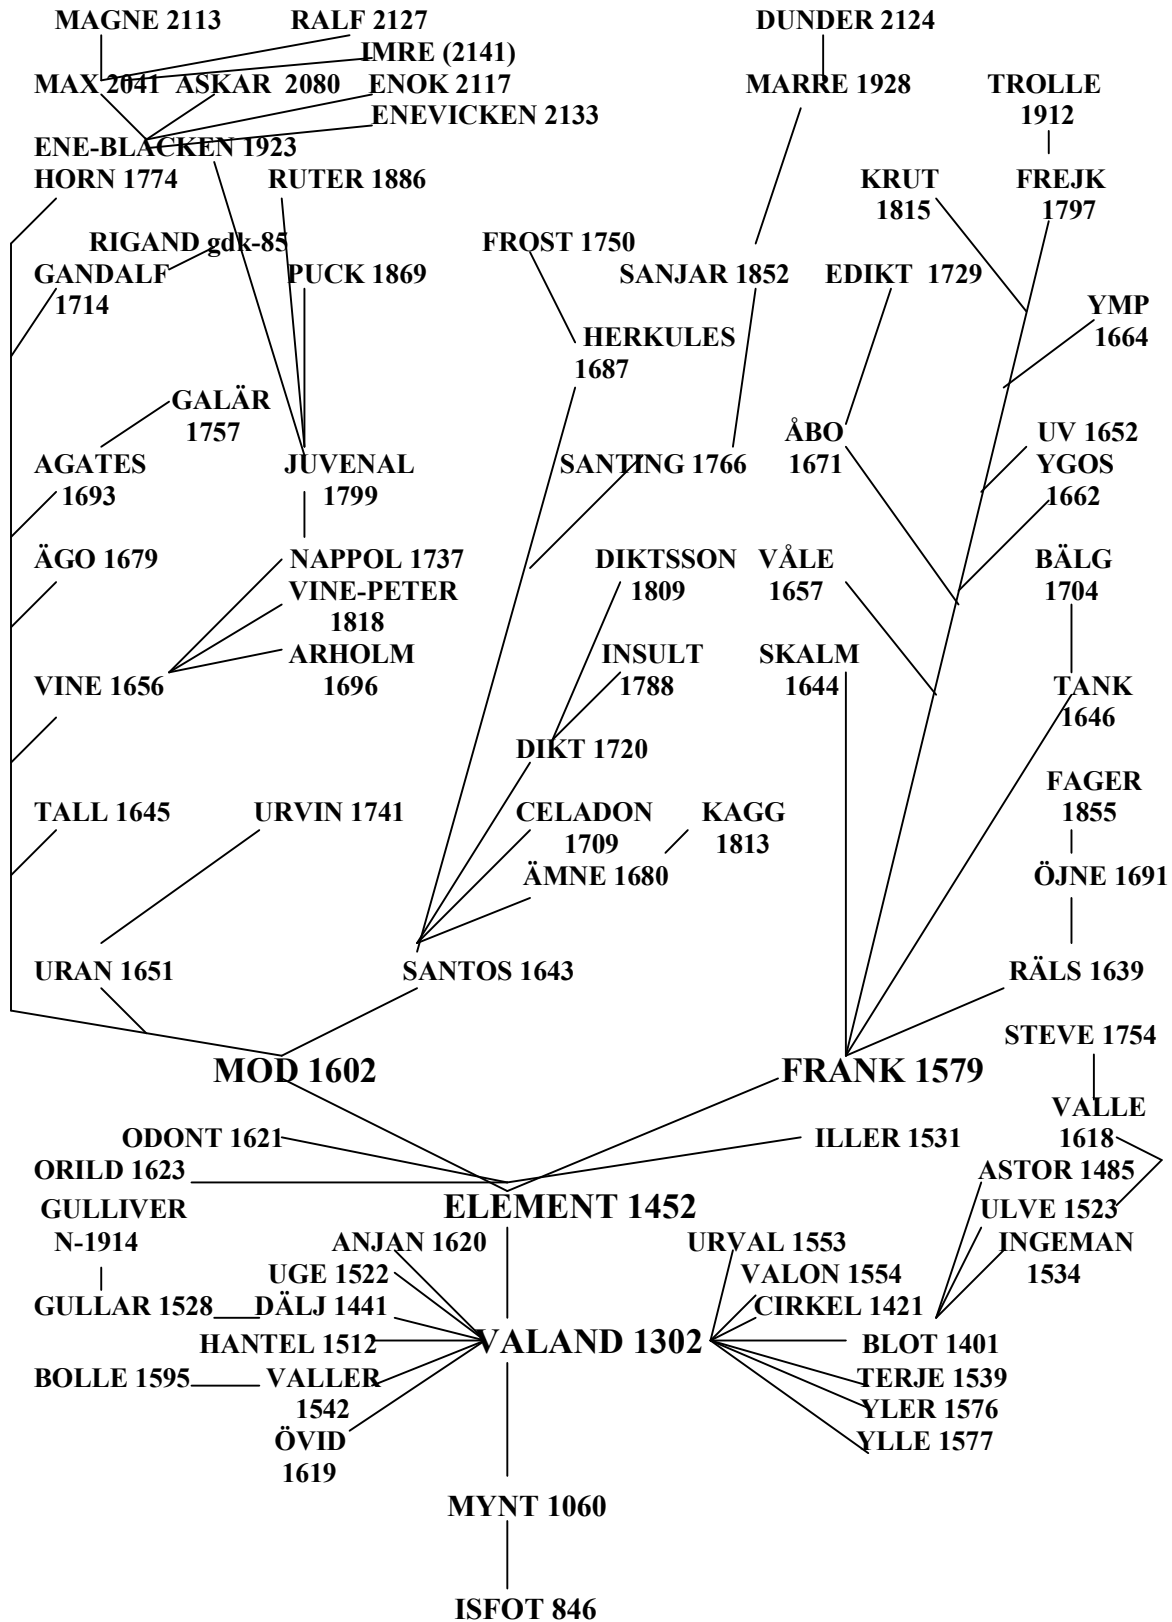 MAGNE 2113 RALF 2127 DUNDER 2124
IMRE (2141)
MAX 2041 ASKAR 2080 ENOK 2117 MARRE 1928 TROLLE
ENEVICKEN 2133 1912
ENE-BLACKEN 1923
HORN 1774 RUTER 1886 KRUT FREJK
1815 1797
RIGAND gdk-85 FROST 1750
GANDALF PUCK 1869 SANJAR 1852 EDIKT 1729
1714 YMP
HERKULES 1664
1687
GALÄR
1757 ÅBO UV 1652
AGATES JUVENAL SANTING 1766 1671 YGOS
1693 1799 1662
ÄGO 1679 NAPPOL 1737 DIKTSSON VÅLE BÄLG
VINE-PETER 1809 1657 1704
1818
ARHOLM INSULT SKALM
VINE 1656 1696 1788 1644 TANK
1646
DIKT 1720
FAGER
TALL 1645 URVIN 1741 CELADON KAGG 1855
1709 1813
ÄMNE 1680 ÖJNE 1691
URAN 1651 SANTOS 1643 RÄLS 1639
STEVE 1754
MOD 1602 FRANK 1579
VALLE
ODONT 1621 ILLER 1531 1618
ORILD 1623 ASTOR 1485
GULLIVER ELEMENT 1452 ULVE 1523
N-1914 ANJAN 1620 URVAL 1553 INGEMAN
UGE 1522 VALON 1554 1534
GULLAR 1528 DÄLJ 1441 CIRKEL 1421
HANTEL 1512 VALAND 1302 BLOT 1401
BOLLE 1595 VALLER TERJE 1539
1542 YLER 1576
ÖVID YLLE 1577
1619
MYNT 1060
ISFOT 846